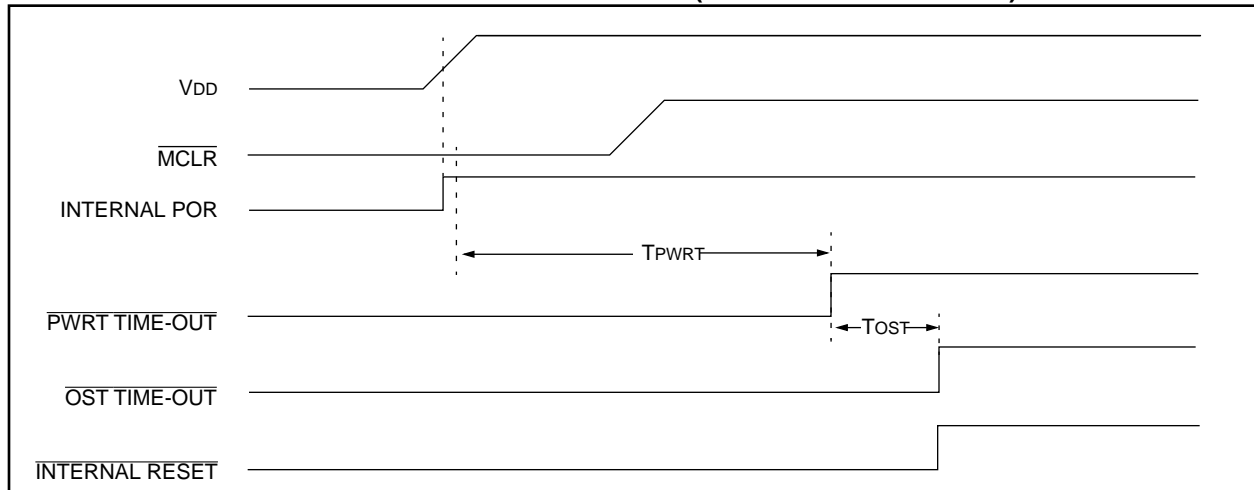 VDD
MCLR
INTERNAL POR
TPWRT
PWRT TIME-OUT
TOST
OST TIME-OUT
INTERNAL RESET